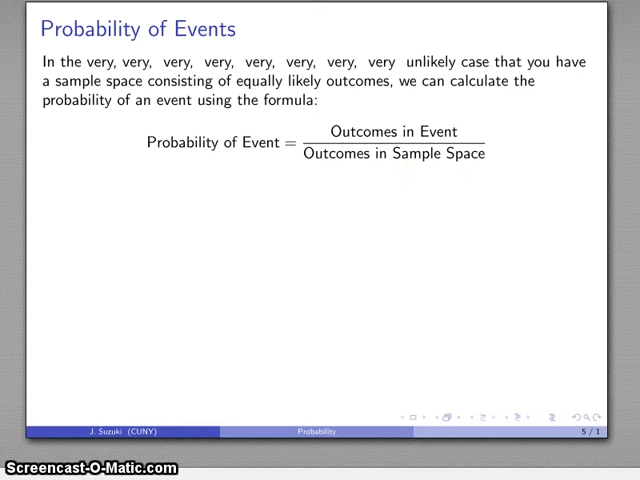 Probability of Events
In the very, very, very, very, very, very, very, very unlikely case that you have
a sample space consisting of equally likely outcomes, we can calculate the
probability of an event using the formula:
Probability of Event = Outcomes in Event
Outcomes in Sample Space
J. Suzuki (CUNY) Probability 5 / 1
Screencast-O-Matic.com